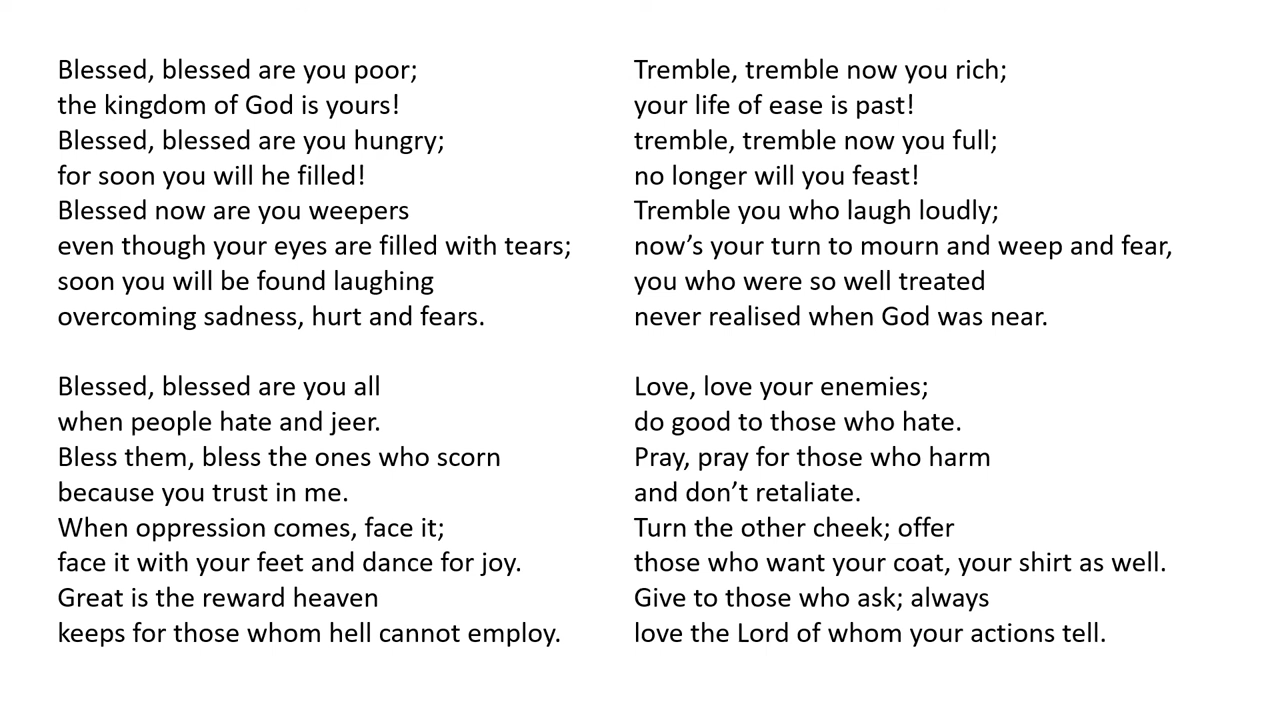 Blessed, blessed are you poor;
the kingdom of God is yours!
Blessed, blessed are you hungry;
for soon you will he filled!
Blessed now are you weepers
even though your eyes are filled with tears;
soon you will be found laughing
overcoming sadness, hurt and fears.

Blessed, blessed are you all
when people hate and jeer.
Bless them, bless the ones who scorn
because you trust in me.
When oppression comes, face it;
face it with your feet and dance for joy.
Great is the reward heaven
keeps for those whom hell cannot employ.

Tremble, tremble now you rich;
your life of ease is past!
tremble, tremble now you full;
no longer will you feast!
Tremble you who laugh loudly;
now’s your turn to mourn and weep and fear,
you who were so well treated
never realised when God was near.

Love, love your enemies;
do good to those who hate.
Pray, pray for those who harm
and don’t retaliate.
Turn the other cheek; offer
those who want your coat, your shirt as well.
Give to those who ask; always
love the Lord of whom your actions tell.